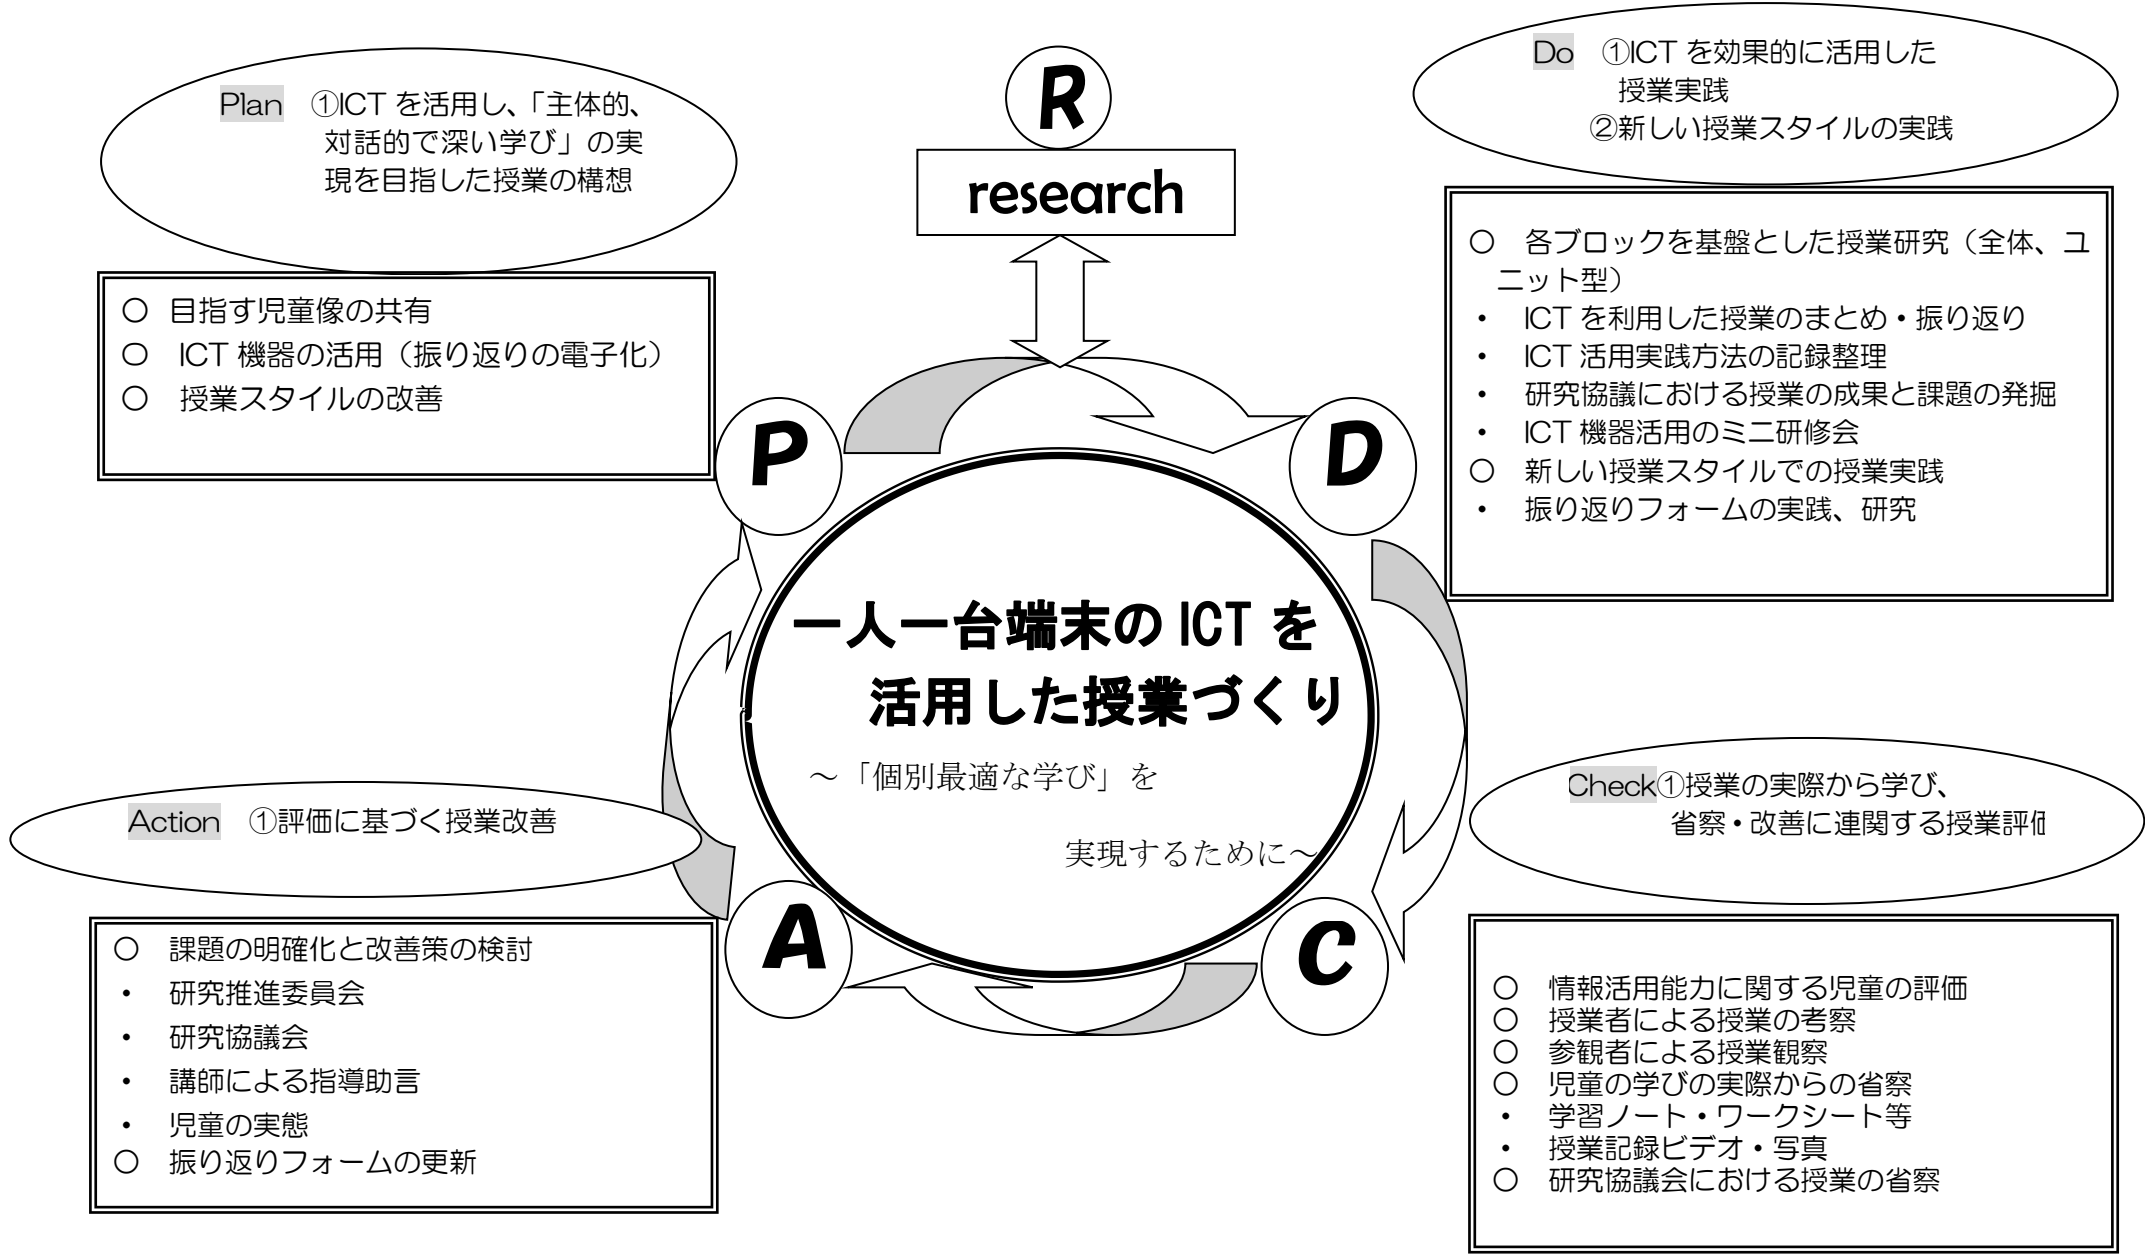 R
research
Plan　①ICT を活用し、「主体的、
対話的で深い学び」の実
現を目指した授業の構想
○ 目指す児童像の共有
○ ICT 機器の活用（振り返りの電子化）
○ 授業スタイルの改善
P
Do　①ICT を効果的に活用した
授業実践
②新しい授業スタイルの実践
○　各ブロックを基盤とした授業研究（全体、ユ
ニット型）
・　ICT を利用した授業のまとめ・振り返り
・　ICT 活用実践方法の記録整理
・　研究協議における授業の成果と課題の発掘
・　ICT 機器活用のミニ研修会
○　新しい授業スタイルでの授業実践
・　振り返りフォームの実践、研究
D
一人一台端末の ICT を
活用した授業づくり
～「個別最適な学び」を
実現するために～
Action　①評価に基づく授業改善
○　課題の明確化と改善策の検討
・　研究推進委員会
・　研究協議会
・　講師による指導助言
・　児童の実態
○　振り返りフォームの更新
A
Check①授業の実際から学び、
省察・改善に連関する授業評価
○　情報活用能力に関する児童の評価
○　授業者による授業の考察
○　参観者による授業観察
○　児童の学びの実際からの省察
・　学習ノート・ワークシート等
・　授業記録ビデオ・写真
○　研究協議会における授業の省察
C